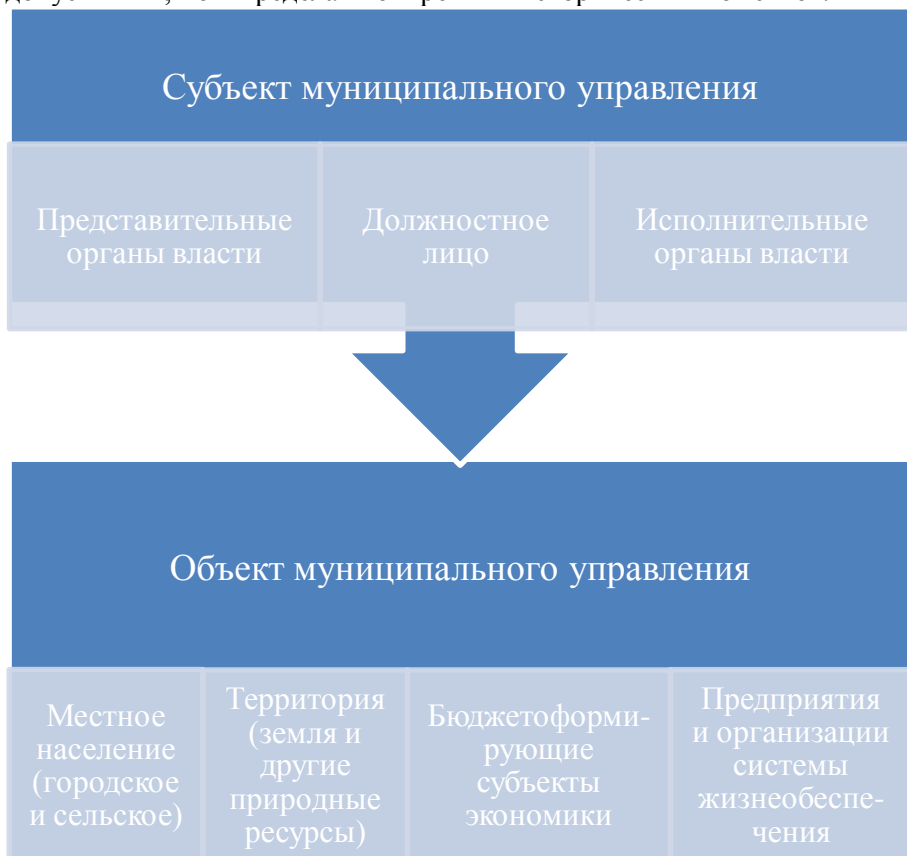 Субъект муниципального управления
Представительные
органы власти
Должностное
лицо
Исполнительные
органы власти
Объект муниципального управления
Местное
население
(городское
и сельское)
Территория
(земля и
другие
природные
ресурсы)
Бюджетоформи-
рующие
субъекты
экономики
Предприятия
и организации
системы
жизнеобеспе-
чения